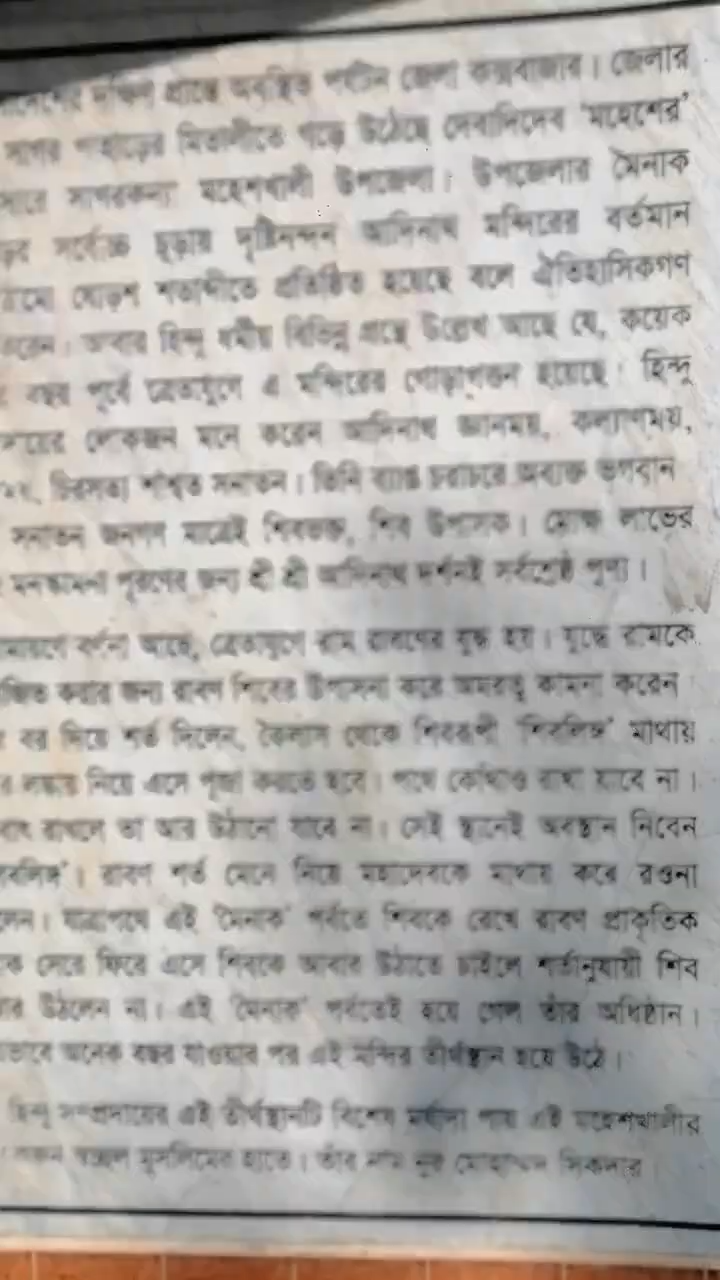 দক্ষিণ প্রান্তে অবস্থিত পর্যটন জেলা কক্সবাজার। জেলার
সাগর পাহাড়ের মিতালীতে গড়ে উঠেছে দেবাদিদেব 'মহেশের'
সাগরকন্যা মহেশখালী উপজেলা। উপজেলার মৈনাক
সর্বোচ্চ চূড়ায় দৃষ্টিনন্দন আদিনাথ মন্দিরের বর্তমান
ষোড়শ শতাব্দীতে প্রতিষ্ঠিত হয়েছে বলে ঐতিহাসিকগণ
করেন। আবার হিন্দু ধর্মীয় বিভিন্ন গ্রন্থে উল্লেখ আছে যে, কয়েক
বছর পূর্বে ত্রেতাযুগে এ মন্দিরের গোড়াপত্তন হয়েছে। হিন্দু
লোকজন মনে করেন আদিনাথ জ্ঞানময়, কল্যাণময়,
চিরসত্য শাশ্বত সনাতন। তিনি চরাচরে অব্যক্ত ভগবান
সনাতন জনগণ মাত্রেই শিবভক্ত, শিব উপাসক। মোক্ষ লাভের
মনষ্কামনা পূরণের জন্য শ্রী শ্রী আদিনাথ দর্শনই সর্বশ্রেষ্ঠ পুণ্য।
বর্ণনা আছে, ত্রেতাযুগে রাম রাবণের যুদ্ধ হয়। যুদ্ধে রামকে
করার জন্য রাবণ শিবের উপাসনা করে অমরত্ব কামনা করেন
বর দিয়ে শর্ত দিলেন, কৈলাস থেকে শিবরূপী 'শিবলিঙ্গ' মাথায়
লঙ্কায় নিয়ে এসে পূজা করতে হবে। পথে কোথাও রাখা যাবে না।
রাখলে তা আর উঠানো যাবে না। সেই স্থানেই অবস্থান নিবেন
রাবণ শর্ত মেনে নিয়ে মহাদেবকে মাথায় করে রওনা
যাত্রাপথে এই 'মৈনাক' পর্বতে শিবকে রেখে রাবণ প্রাকৃতিক
সেরে ফিরে এসে শিবকে আবার উঠাতে চাইলে শর্তানুযায়ী শিব
উঠলেন না। এই 'মৈনাক' পর্বতেই হয়ে গেল তাঁর অধিষ্ঠান।
অনেক বছর যাওয়ার পর এই মন্দির তীর্থস্থান হয়ে উঠে।
হিন্দু সম্প্রদায়ের এই তীর্থস্থানটি বিশেষ মর্যাদা পায় এই মহেশখালীর
মুসলিমের হাতে। তাঁর নাম নূর মোহাম্মদ সিকদার